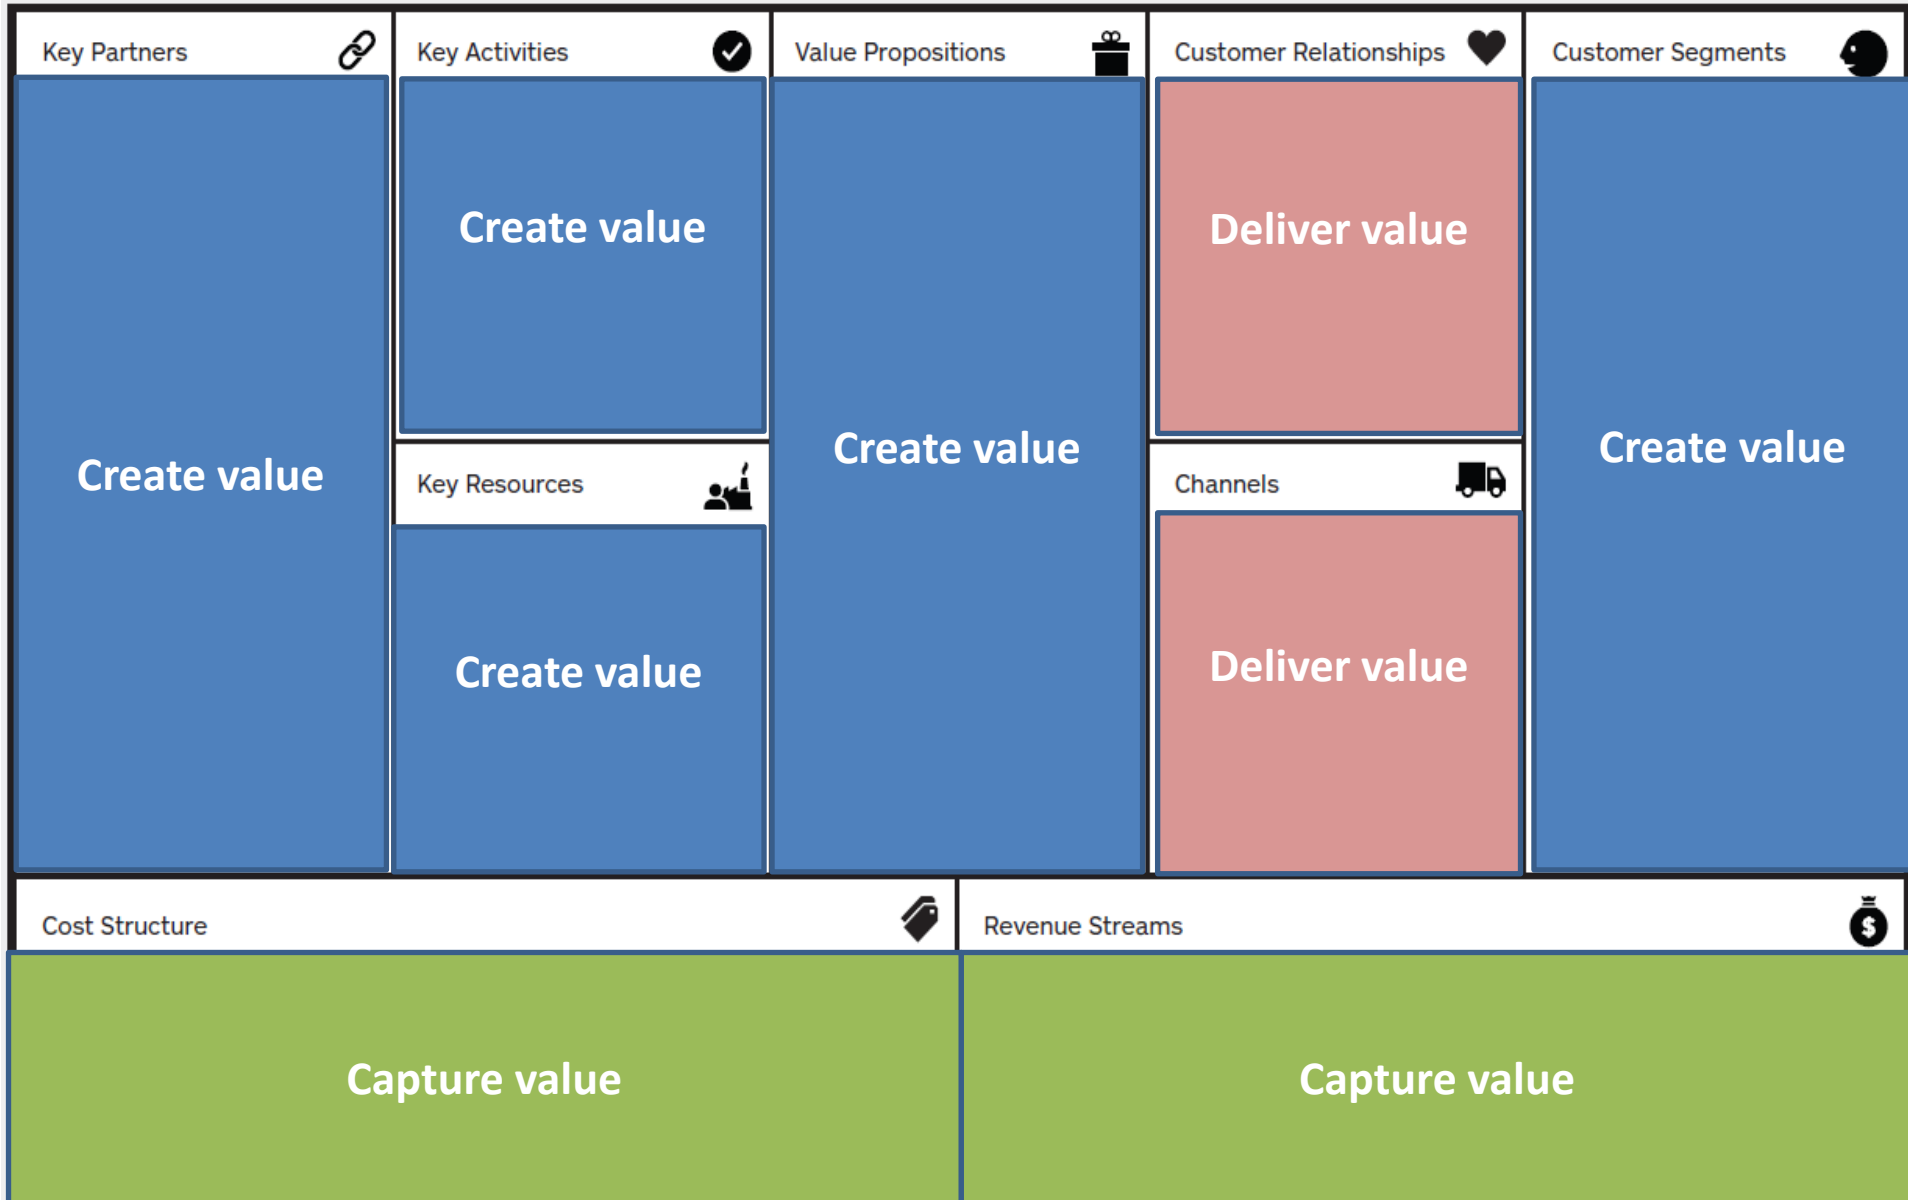 Key Partners
Create value
Key Activities
Create value
Key Resources
Create value
Value Propositions
Create value
Customer Relationships
Deliver value
Channels
Deliver value
Customer Segments
Create value
Cost Structure
Capture value
Revenue Streams
$
Capture value